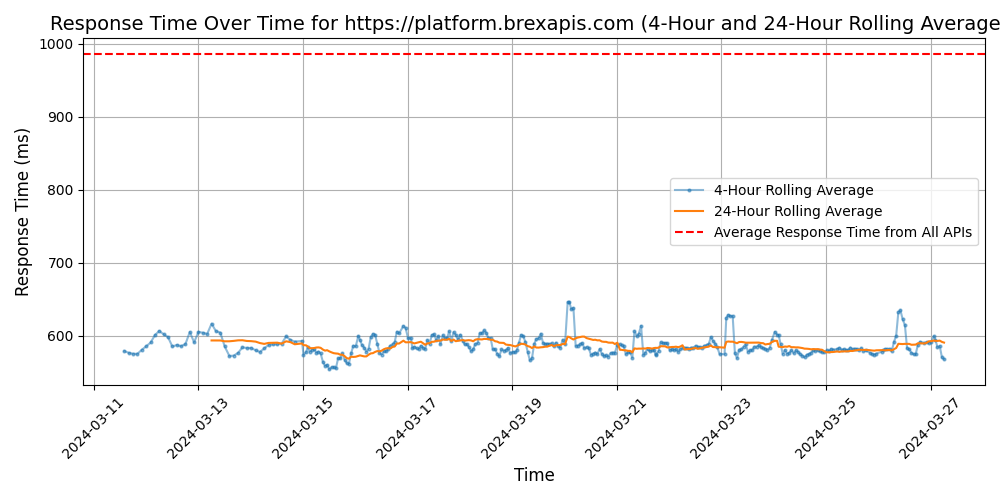 Response Time Over Time for https://platform.brexapis.com (4-Hour and 24-Hour Rolling Average
Response Time (ms)
1000
900
800
700
600
4-Hour Rolling Average
24-Hour Rolling Average
Average Response Time from All APIs
2024-03-11
2024-03-13
2024-03-15
2024-03-17
2024-03-19
2024-03-21
2024-03-23
2024-03-25
2024-03-27
Time